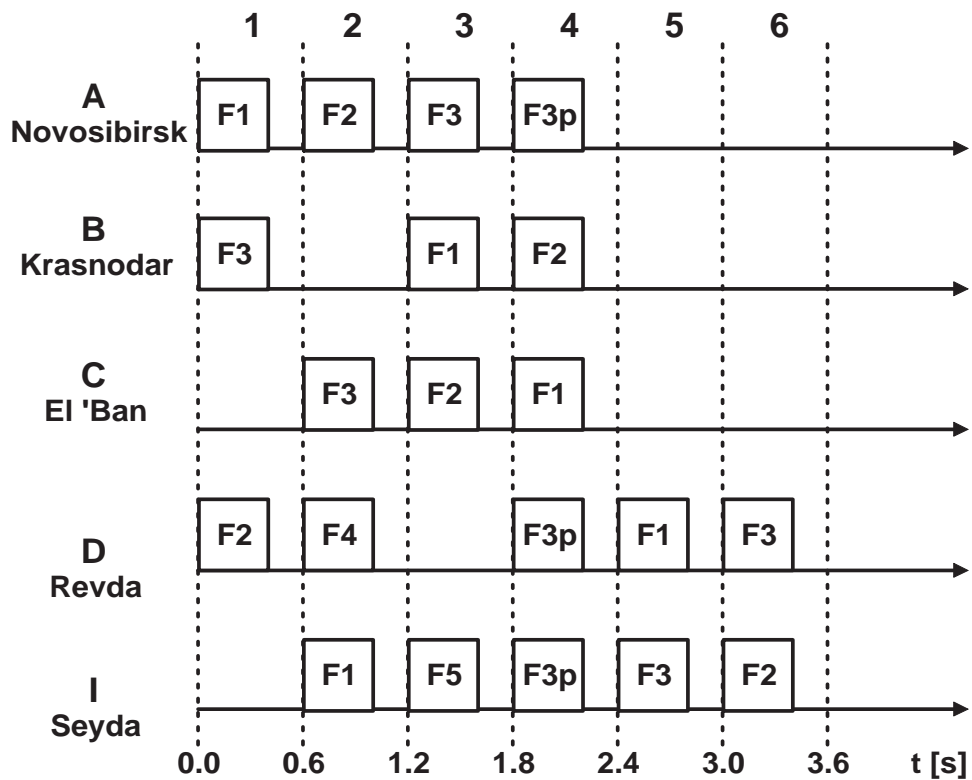 1 2 3 4 5 6
A
Novosibirsk
F1 F2 F3 F3p
B
Krasnodar
F3 F1 F2
C
El 'Ban
F3 F2 F1
D
Revda
F2 F4 F3p F1 F3
I
Seyda
F1 F5 F3p F3 F2
0.0 0.6 1.2 1.8 2.4 3.0 3.6 t [s]